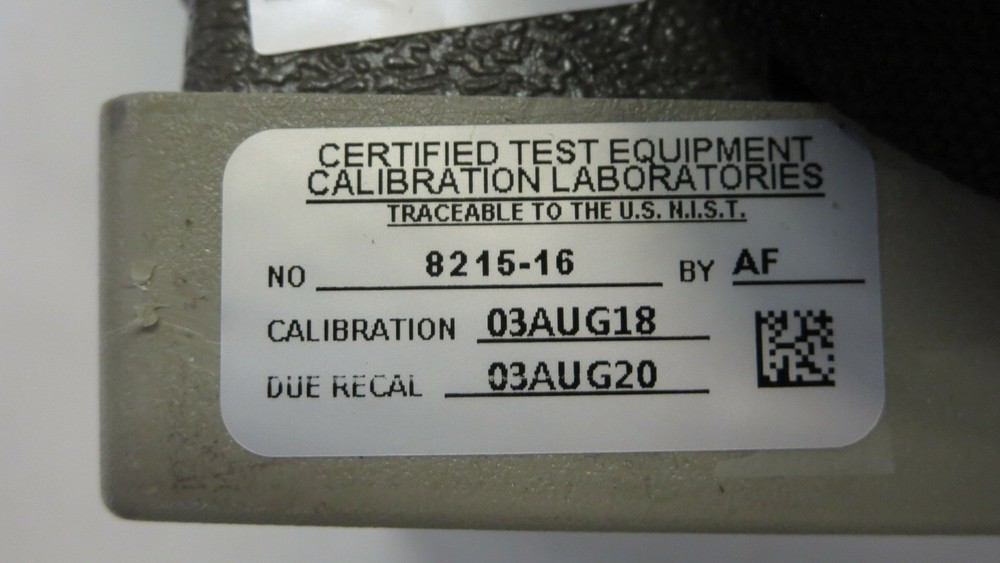 CERTIFIED TEST EQUIPMENT
CALIBRATION LABORATORIES
TRACEABLE TO THE U.S. N.I.S.T.
NO 8215-16 BY AF
CALIBRATION 03AUG18
DUE RECAL 03AUG20